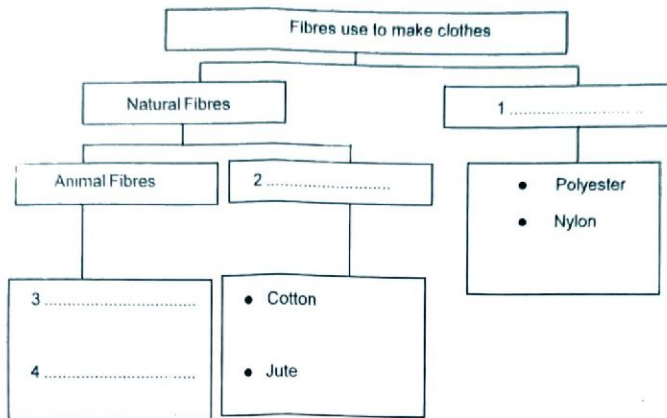 Fibres use to make clothes
Natural Fibres
1 ..........................
Animal Fibres
2 ..........................
• Polyester
• Nylon
3 ................................
4 ................................
• Cotton
• Jute